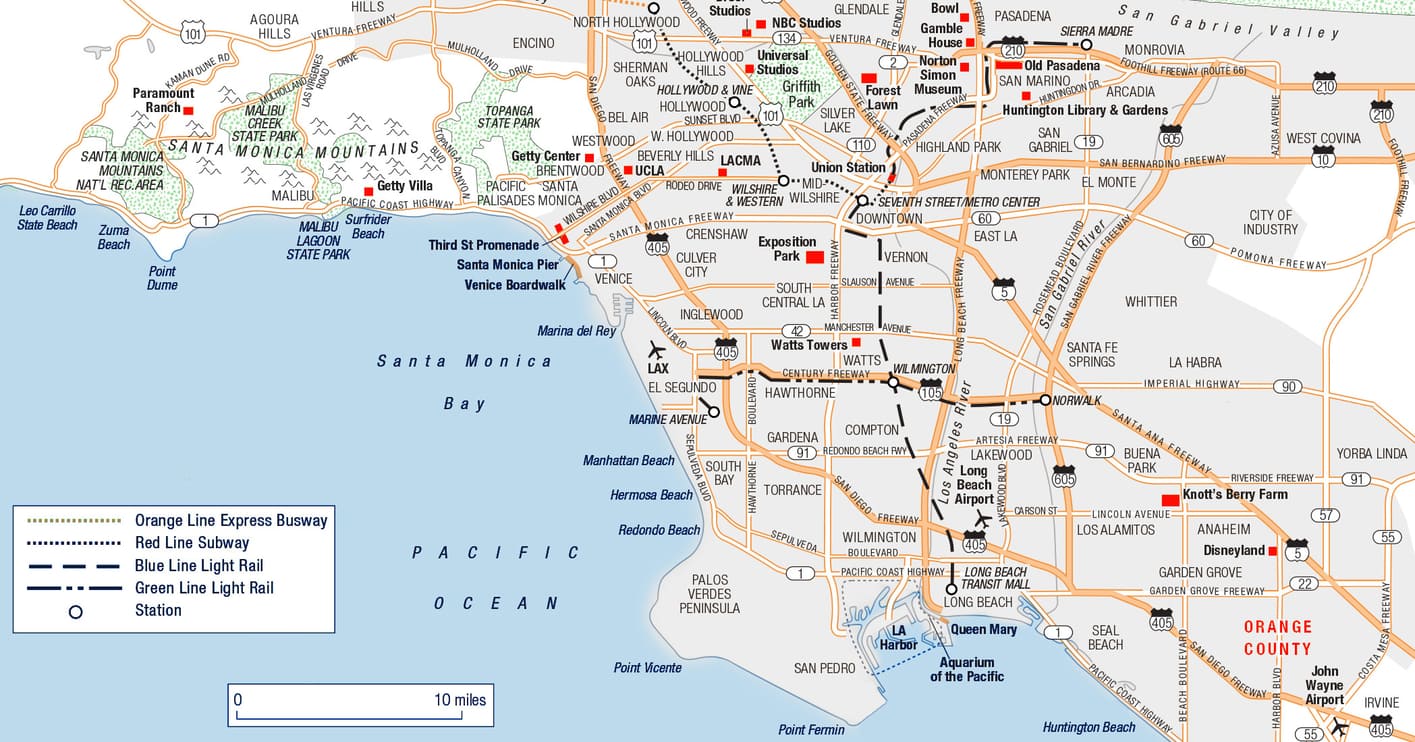 HILLS
AGOURA
HILLS
101
VENTURA FREEWAY
KANAN DUNE RD
MULHOLLAND
DRIVE
LAS VIRGENES
ROAD
MULHOLLAND
DRIVE
ENCINO
Paramount
Ranch
MALIBU
CREEK
STATE PARK
TOPANGA
STATE PARK
TOPANGA CANYON
BLVD
SANTA MONICA MOUNTAINS
SANTA MONICA
MOUNTAINS
NAT'L REC. AREA
Getty Villa
MALIBU
PACIFIC COAST HIGHWAY
1
Leo Carrillo
State Beach
Zuma
Beach
Point
Dume
MALIBU
LAGOON
STATE PARK
Surfrider
Beach
NORTH HOLLYWOOD
101
Studios
NBC Studios
134
GLENDALE
VENTURA FREEWAY
2
Universal
Studios
SHERMAN
OAKS
HOLLYWOOD
HILLS
HOLLYWOOD & VINE
HOLLYWOOD
SUNSET BLVD
101
Griffith
Park
GOLDEN STATE FREEWAY
Forest
Lawn
Bowl
Gamble
House
Norton
Simon
Museum
PASADENA
210
SIERRA MADRE
Old Pasadena
SAN MARINO
HUNTINGDON DR
Huntington Library & Gardens
San Gabriel Valley
MONROVIA
FOOTHILL FREEWAY (ROUTE 66)
ARCADIA
210
210
AZUSA AVENUE
WEST COVINA
10
FOOTHILL FREEWAY
605
SAN
GABRIEL
19
SAN BERNARDINO FREEWAY
MONTEREY PARK
EL MONTE
HIGHLAND PARK
PASADENA FREEWAY
SILVER
LAKE
110
Union Station
SAN DIEGO
FREEWAY
BEL AIR
WESTWOOD
W. HOLLYWOOD
Getty Center
BRENTWOOD
BEVERLY HILLS
UCLA
LACMA
RODEO DRIVE
WILSHIRE
& WESTERN
MID-
WILSHIRE
SEVENTH STREET/METRO CENTER
DOWNTOWN
60
EAST LA
PACIFIC
PALISADES
SANTA
MONICA
WILSHIRE BLVD
SANTA MONICA BLVD
SANTA MONICA FREEWAY
CRENSHAW
405
CULVER
CITY
Exposition
Park
Third St Promenade
Santa Monica Pier
Venice Boardwalk
1
VENICE
VERNON
HARBOR FREEWAY
SLAUSON AVENUE
SOUTH
CENTRAL LA
LONG BEACH FREEWAY
5
ROSEMEAD BOULEVARD
San Gabriel River
SAN GABRIEL RIVER FREEWAY
CITY OF
INDUSTRY
60
POMONA FREEWAY
WHITTIER
Marina del Rey
LINCOLN BLVD
INGLEWOOD
42
MANCHESTER AVENUE
Watts Towers
WATTS
LAX
405
CENTURY FREEWAY
WILMINGTON
105
EL SEGUNDO
HAWTHORNE
MARINE AVENUE
HAWTHORNE
BOULEVARD
SANTA FE
SPRINGS
LA HABRA
IMPERIAL HIGHWAY
90
NORWALK
19
SANTA ANA FREEWAY
Santa Monica
Bay
Manhattan Beach
Hermosa Beach
Redondo Beach
SEPULVEDA BLVD
SOUTH
BAY
GARDENA
91
REDONDO BEACH FWY
COMPTON
Los Angeles River
ARTESIA FREEWAY
91
LAKEWOOD
LAKEWOOD BLVD
BUENA
PARK
YORBA LINDA
RIVERSIDE FREEWAY
91
TORRANCE
SAN DIEGO
FREEWAY
Long
Beach
Airport
605
CARSON ST
LINCOLN AVENUE
Knott's Berry Farm
57
LOS ALAMITOS
ANAHEIM
Disneyland
5
55
SEPULVEDA
BOULEVARD
WILMINGTON
405
PACIFIC COAST HIGHWAY
1
LONG BEACH
TRANSIT MALL
LONG BEACH
GARDEN GROVE
GARDEN GROVE FREEWAY
22
PACIFIC
OCEAN
PALOS
VERDES
PENINSULA
LA
Harbor
Queen Mary
Aquarium
of the Pacific
SAN PEDRO
Point Vicente
Point Fermin
1
SEAL
BEACH
PACIFIC COAST HIGHWAY
405
BEACH BOULEVARD
SAN DIEGO FREEWAY
HARBOR BLVD
ORANGE
COUNTY
COSTA MESA FREEWAY
John
Wayne
Airport
IRVINE
405
55
Huntington Beach
Orange Line Express Busway
Red Line Subway
Blue Line Light Rail
Green Line Light Rail
Station
0
10 miles